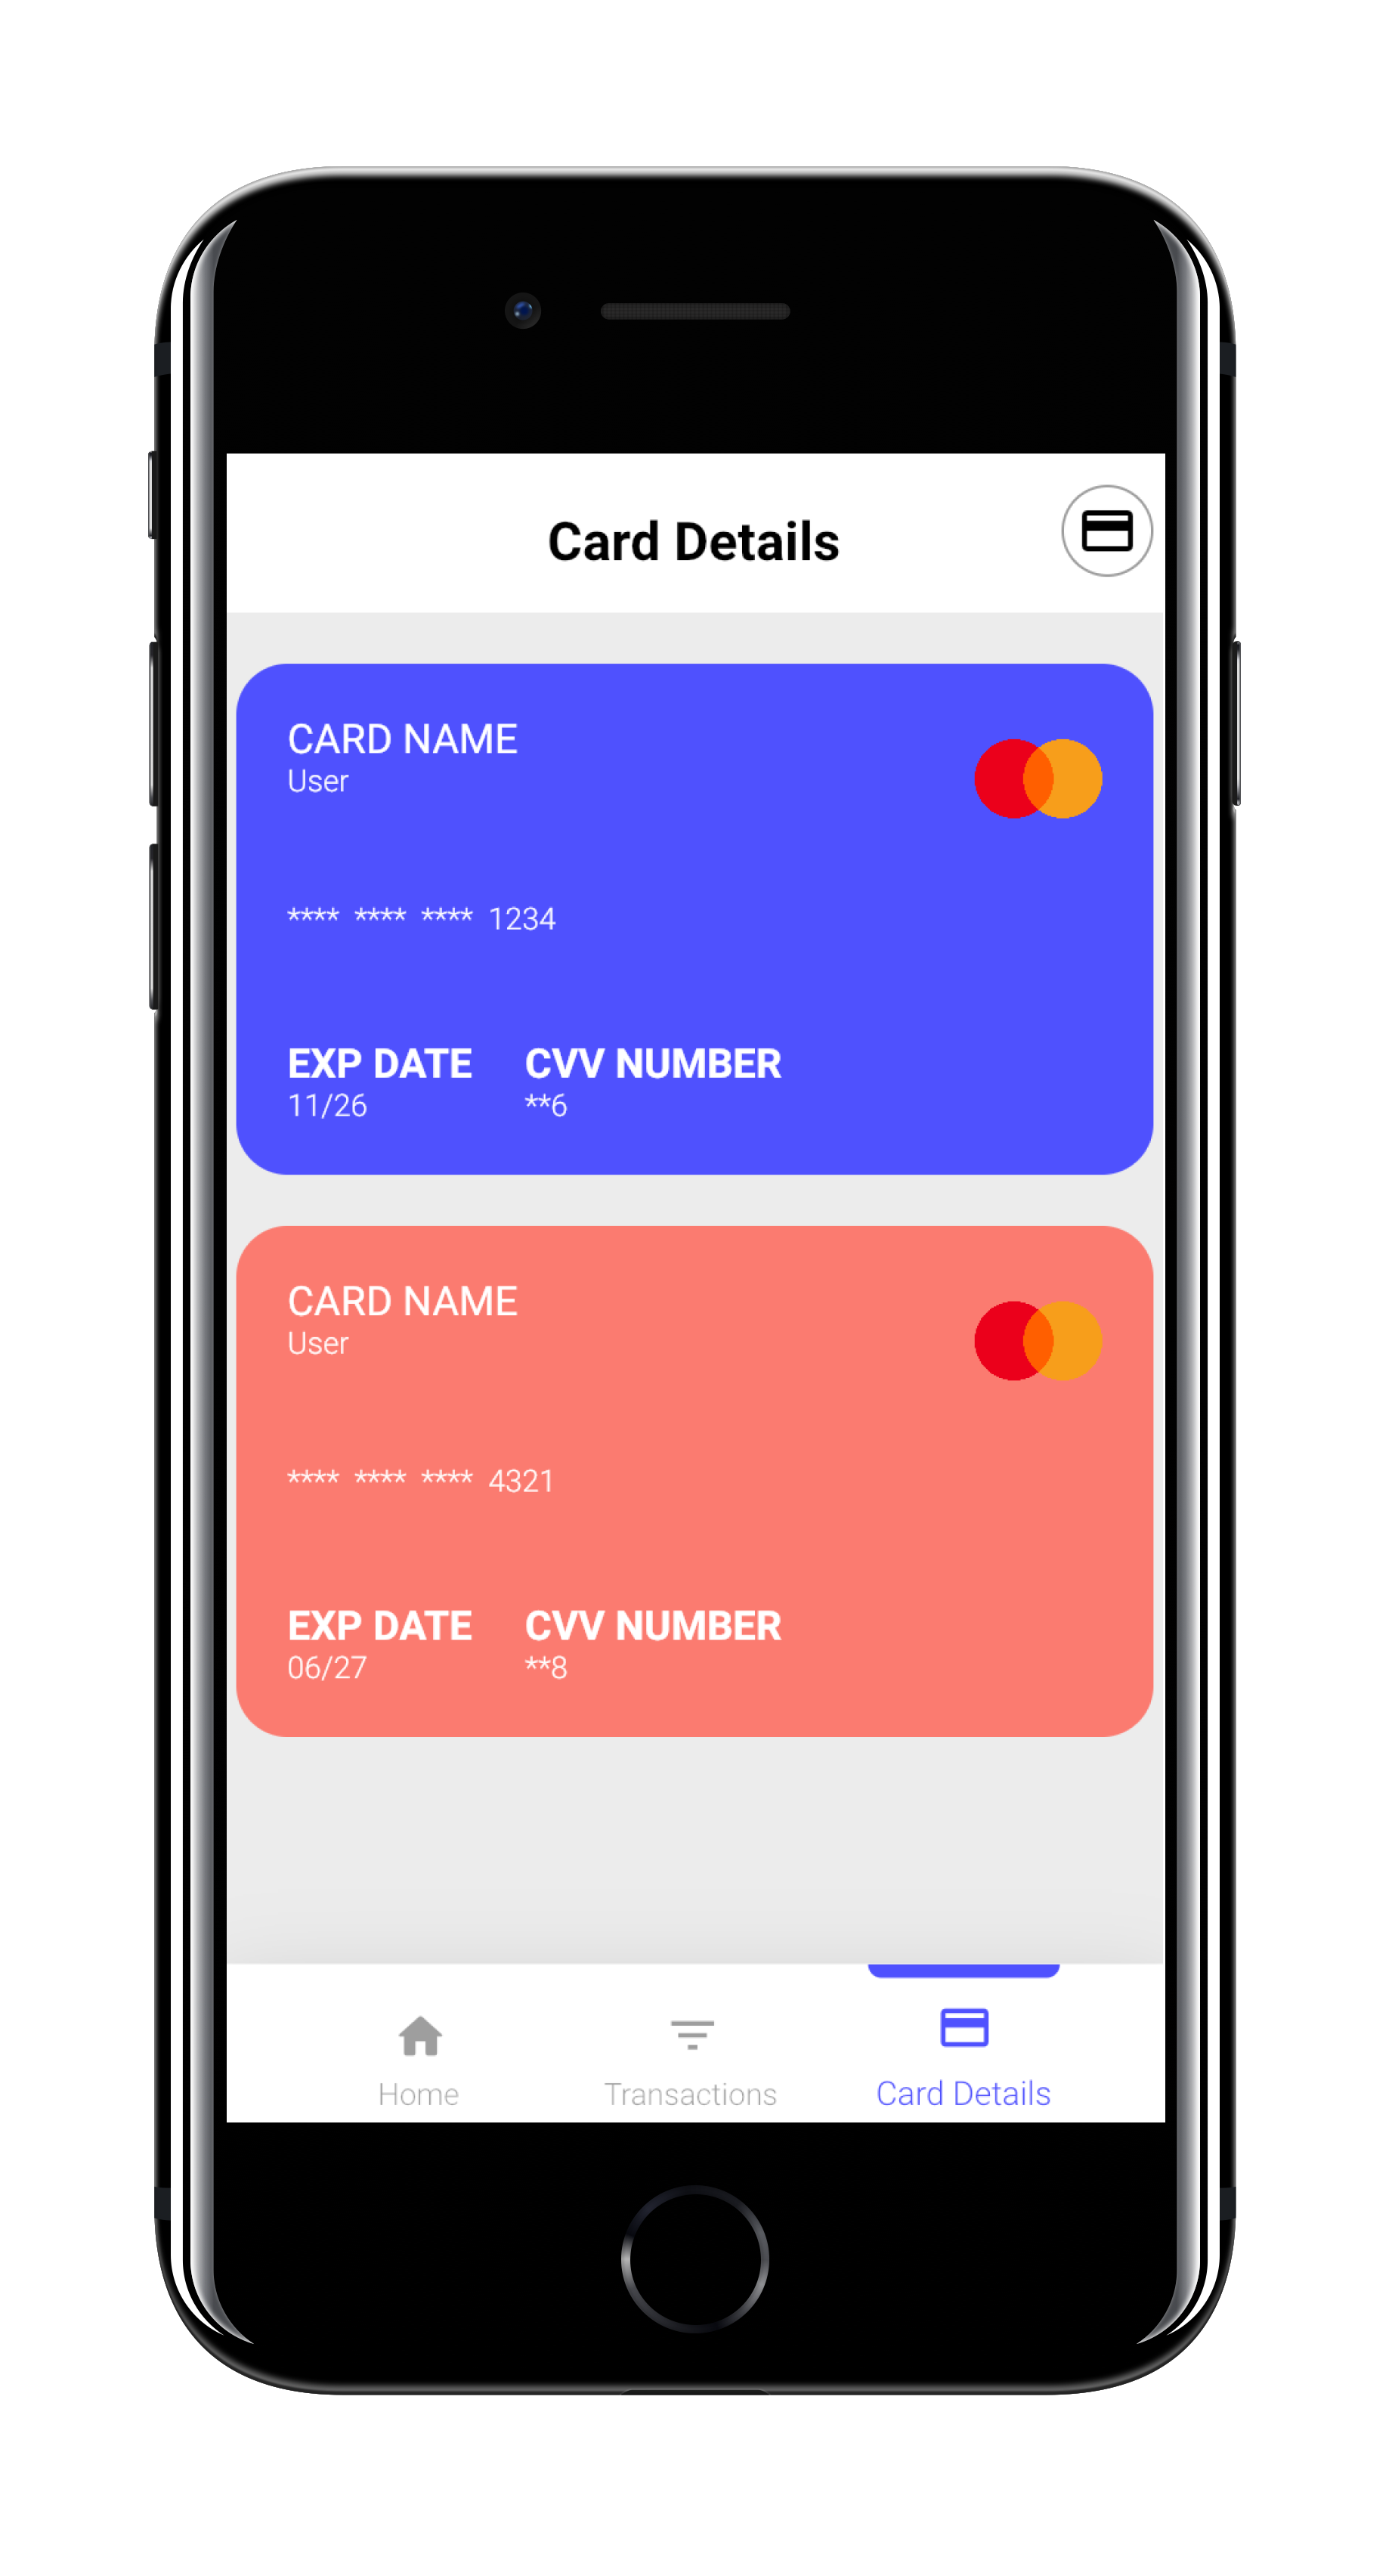 Card Details
CARD NAME
User
**** **** **** 1234
EXP DATE CVV NUMBER
11/26 **6
CARD NAME
User
**** **** **** 4321
EXP DATE CVV NUMBER
06/27 **8
Home Transactions Card Details